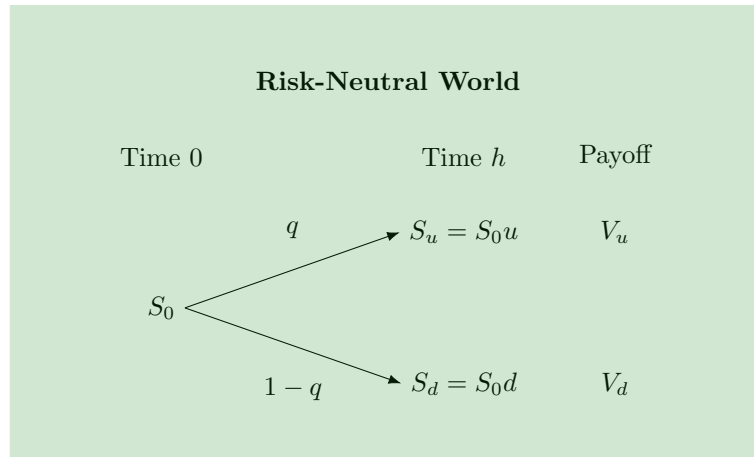 Risk-Neutral World
Time 0 Time h Payoff
q S_u = S_0u V_u
S_0
1 − q S_d = S_0d V_d